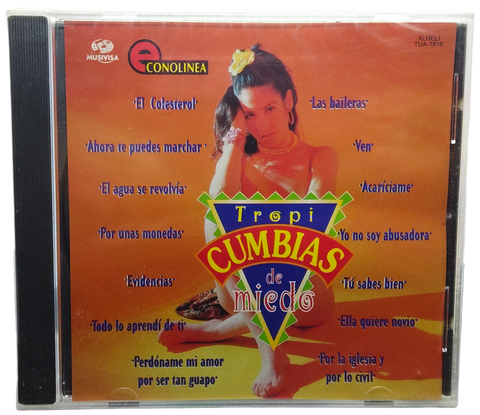 MUSIVISA
e
CONOLINEA
ALHELI
TUA-1816
·El Colesterol·
·Las baileras·
·Ahora te puedes marchar·
·Ven·
·El agua se revolvía·
·Acaríciame·
·Por unas monedas·
·Yo no soy abusadora·
·Evidencias·
·Tú sabes bien·
·Todo lo aprendí de ti·
·Ella quiere novio·
·Perdóname mi amor
por ser tan guapo·
·Por la iglesia y
por lo civil·
Tropi
CUMBIAS
de
miedo